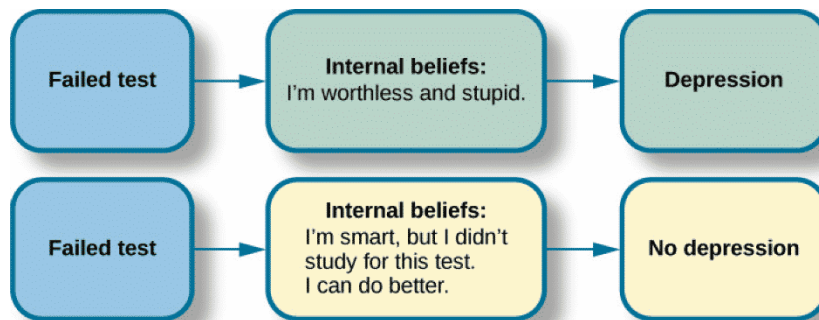 Failed test
Internal beliefs:
I'm worthless and stupid.
Depression
Failed test
Internal beliefs:
I'm smart, but I didn't
study for this test.
I can do better.
No depression